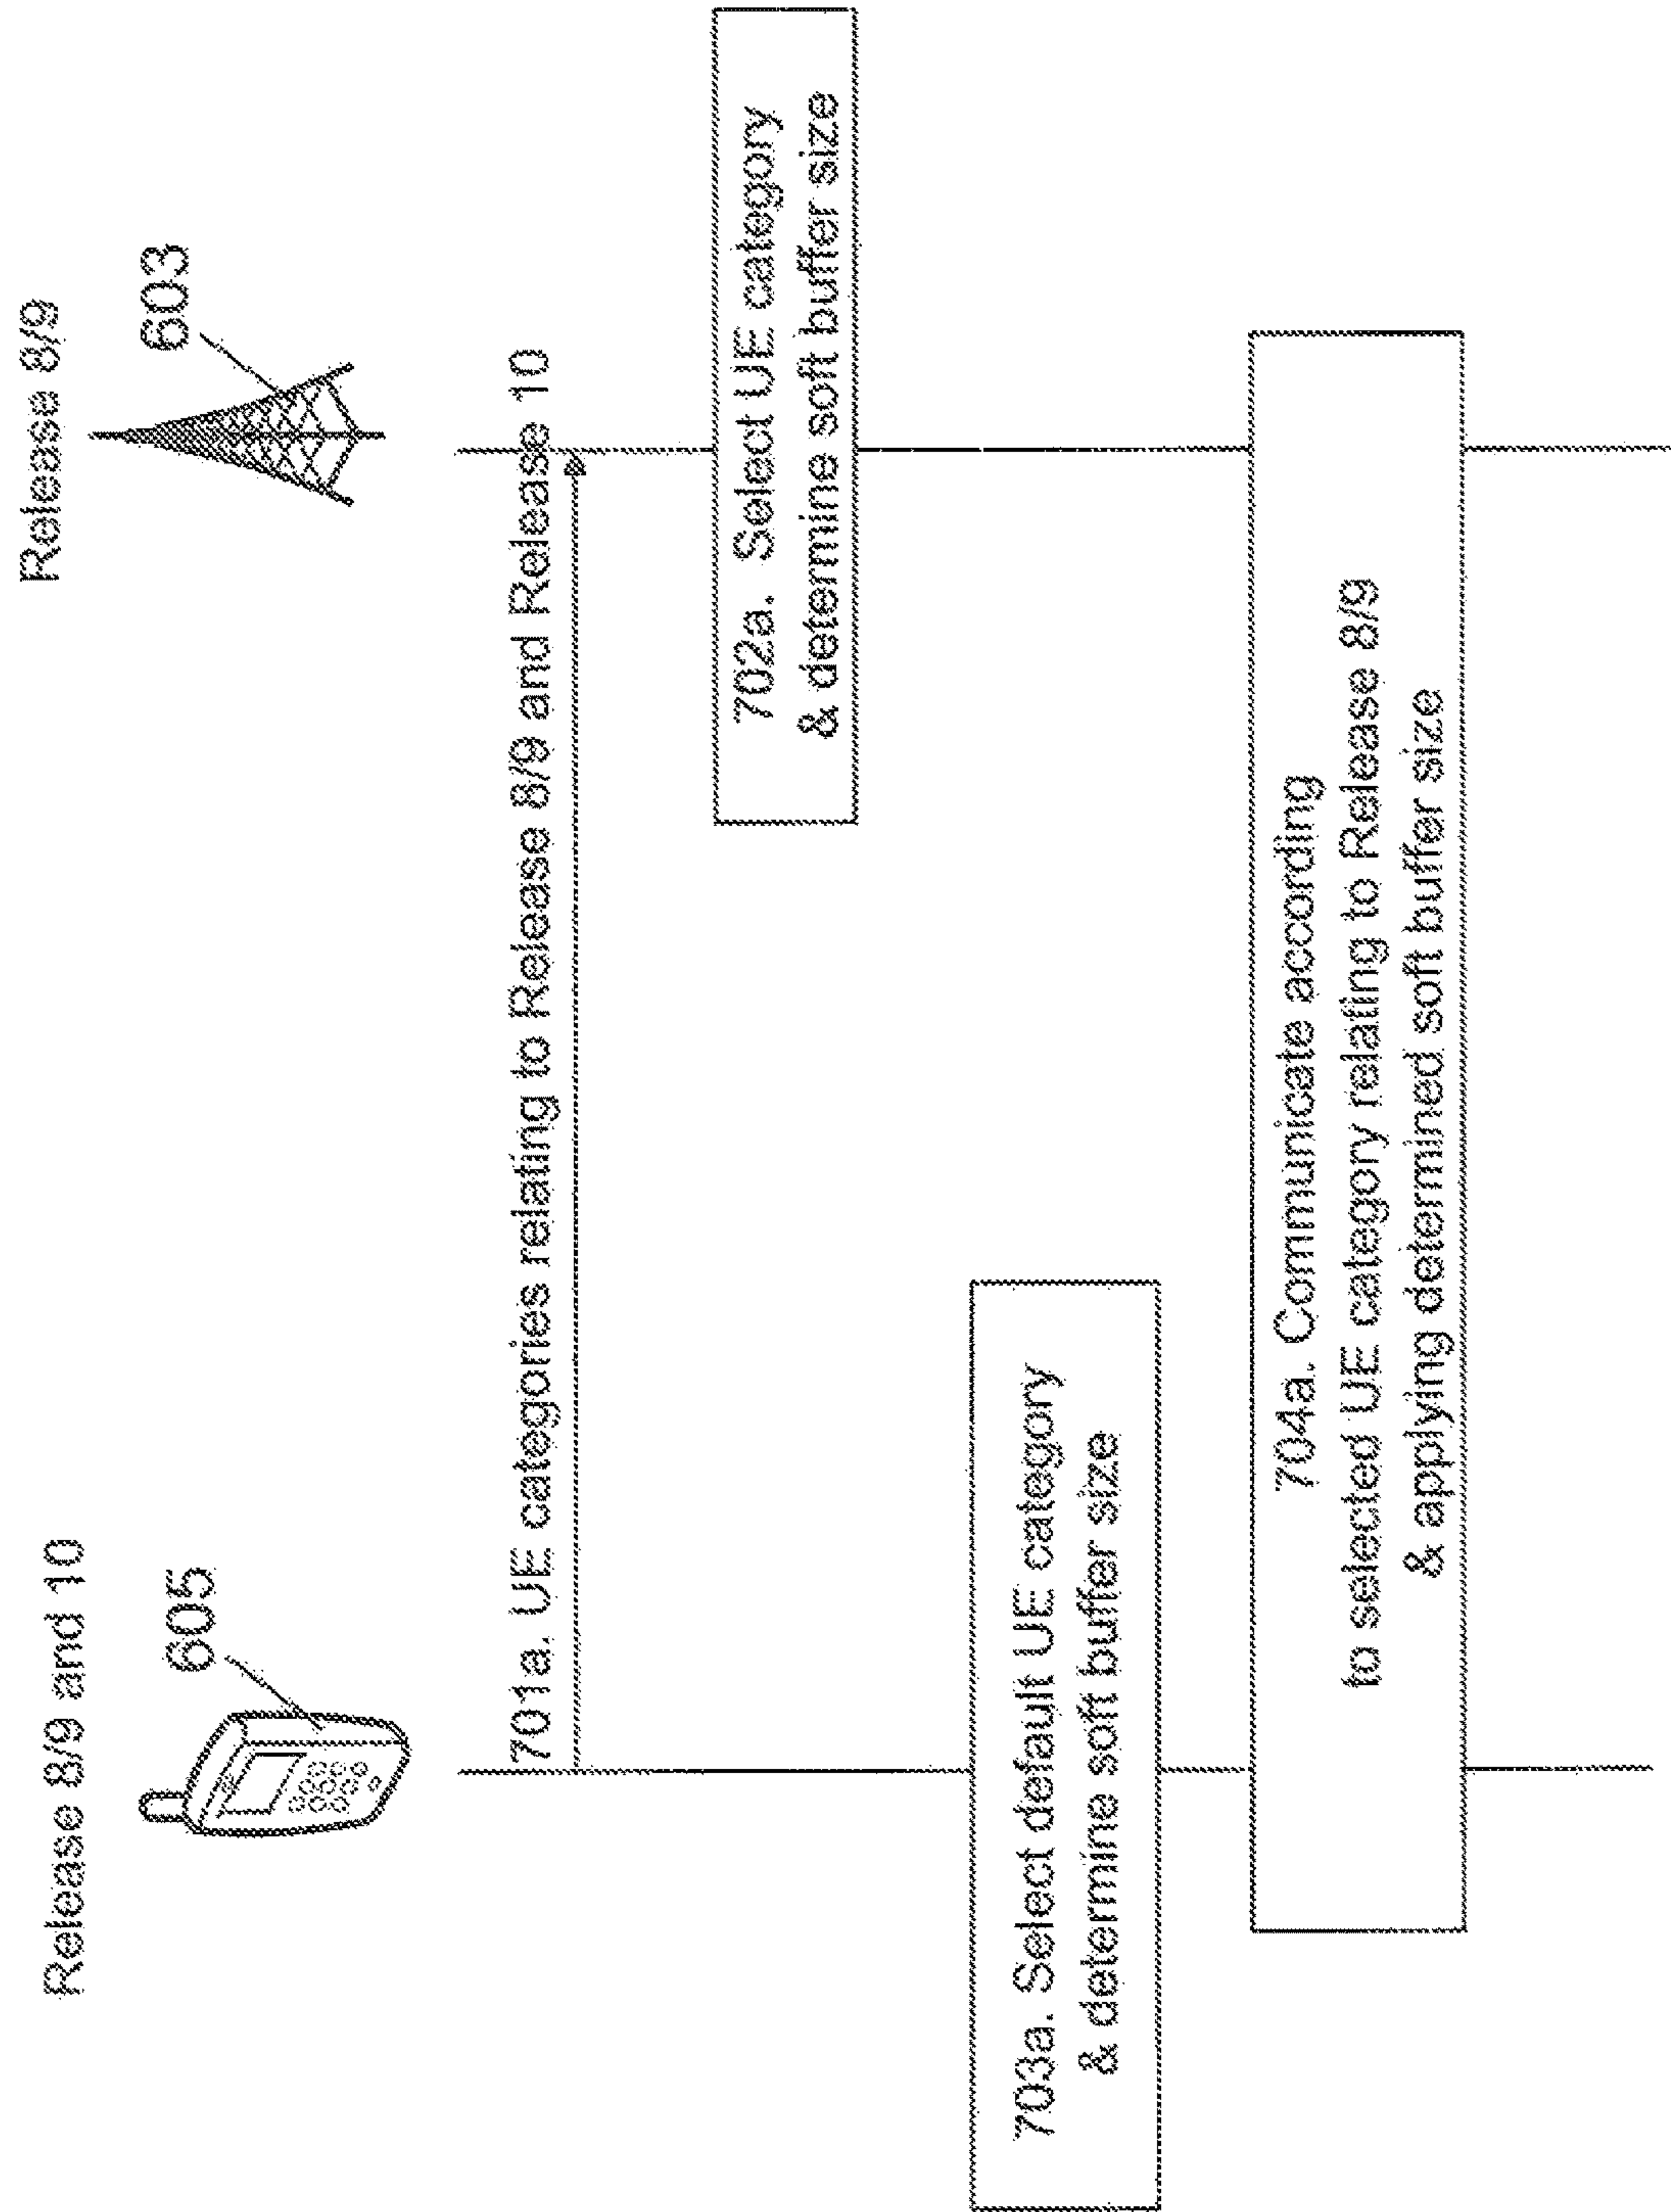 Release 8/9 and 10
605
Release 8/9
603
701a. UE categories relating to Release 8/9 and Release 10
702a. Select UE category
& determine soft buffer size
703a. Select default UE category
& determine soft buffer size
704a. Communicate according
to selected UE category relating to Release 8/9
& applying determined soft buffer size